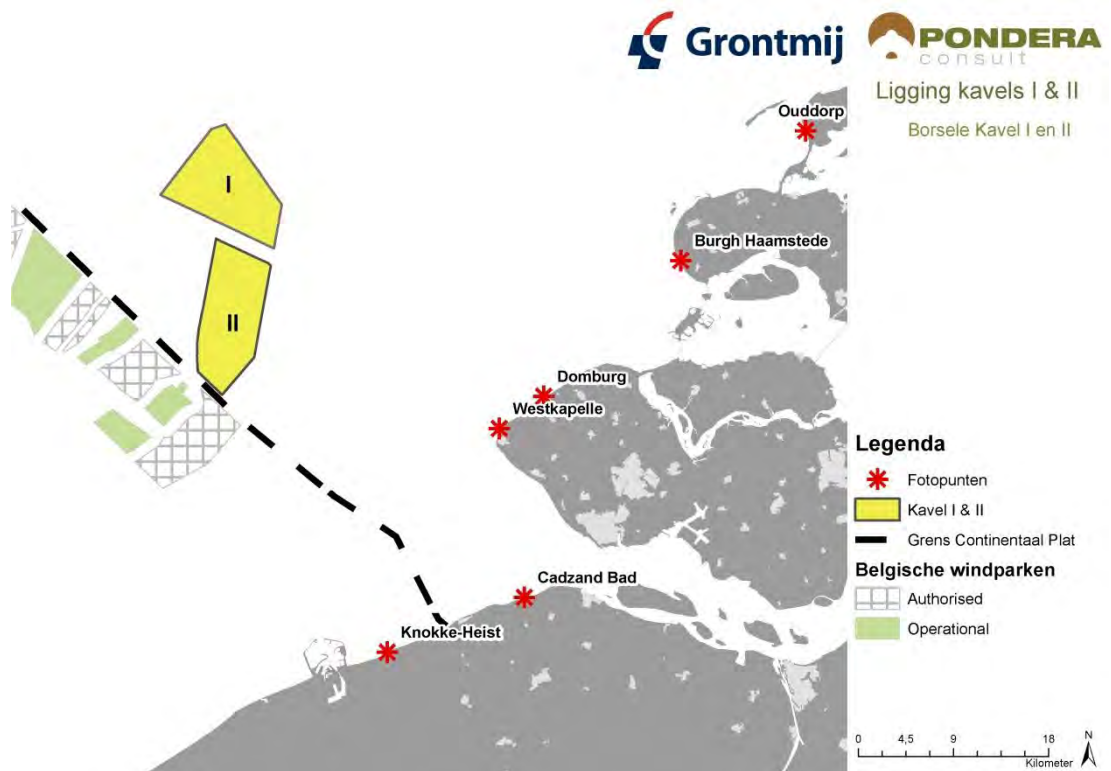 Grontmij
PONDERA
consult
Ligging kavels I & II
Borsele Kavel I en II
Ouddorp
Burgh Haamstede
Domburg
Westkapelle
Cadzand Bad
Knokke-Heist
I
II
Legenda
Fotopunten
Kavel I & II
Grens Continentaal Plat
Belgische windparken
Authorised
Operational
0 4,5 9 18
Kilometer
N